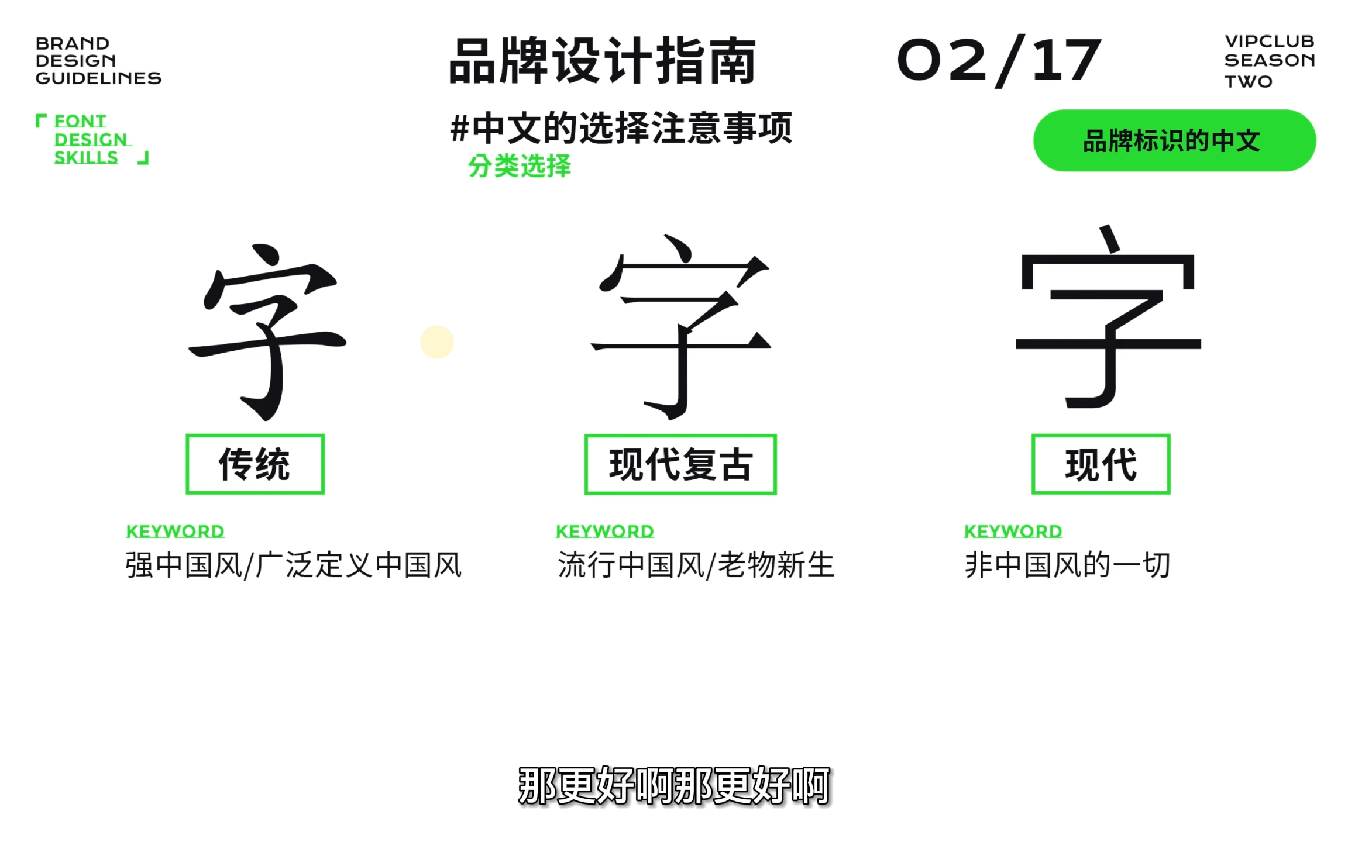 BRAND
DESIGN
GUIDELINES
品牌设计指南
02/17
VIPCLUB
SEASON
TWO
FONT
DESIGN
SKILLS
#中文的选择注意事项
分类选择
品牌标识的中文
字
字
字
传统
现代复古
现代
KEYWORD
KEYWORD
KEYWORD
强中国风/广泛定义中国风
流行中国风/老物新生
非中国风的一切
那更好啊那更好啊